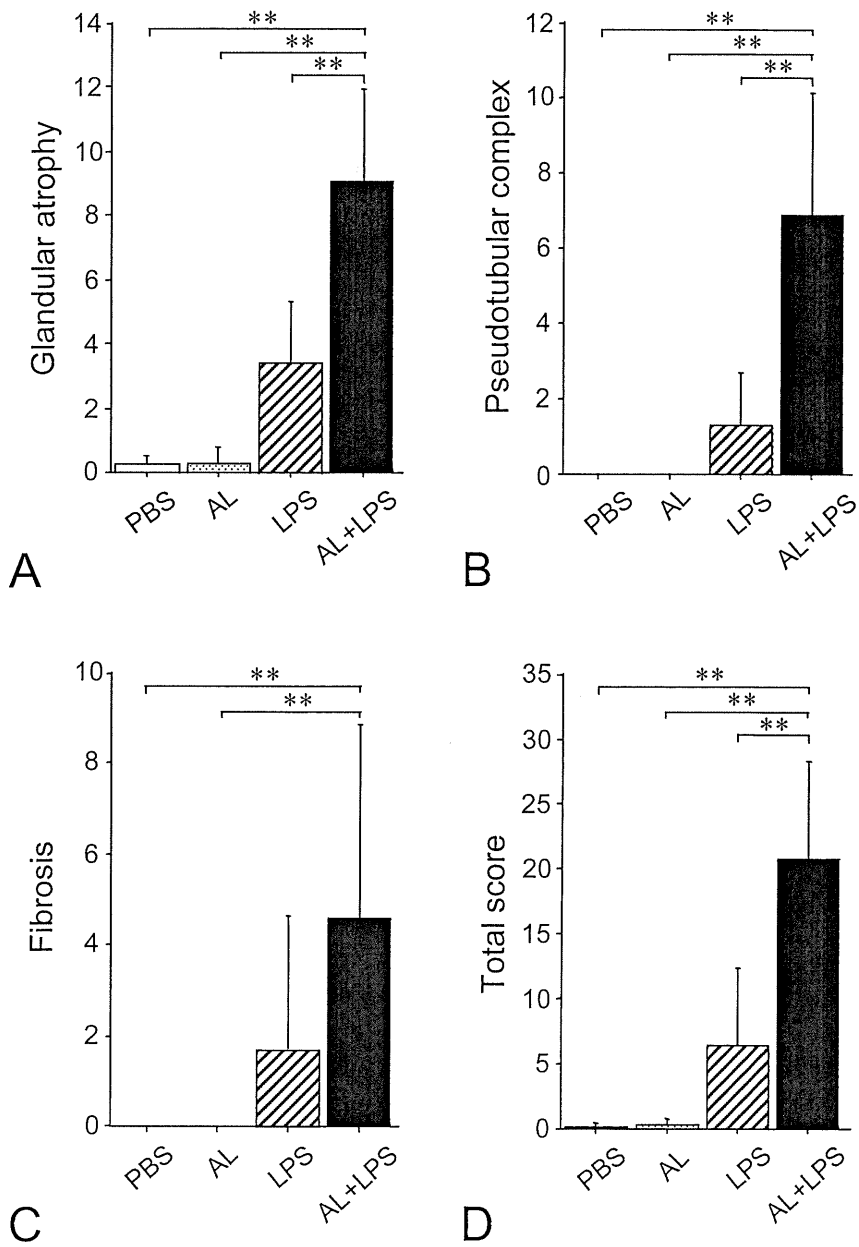 Glandular atrophy
14
12
10
8
6
4
2
0
**
**
**
PBS
AL
LPS
AL+LPS
A
Pseudotubular complex
12
10
8
6
4
2
0
**
**
**
PBS
AL
LPS
AL+LPS
B
Fibrosis
10
8
6
4
2
0
**
**
PBS
AL
LPS
AL+LPS
C
Total score
35
30
25
20
15
10
5
0
**
**
**
PBS
AL
LPS
AL+LPS
D